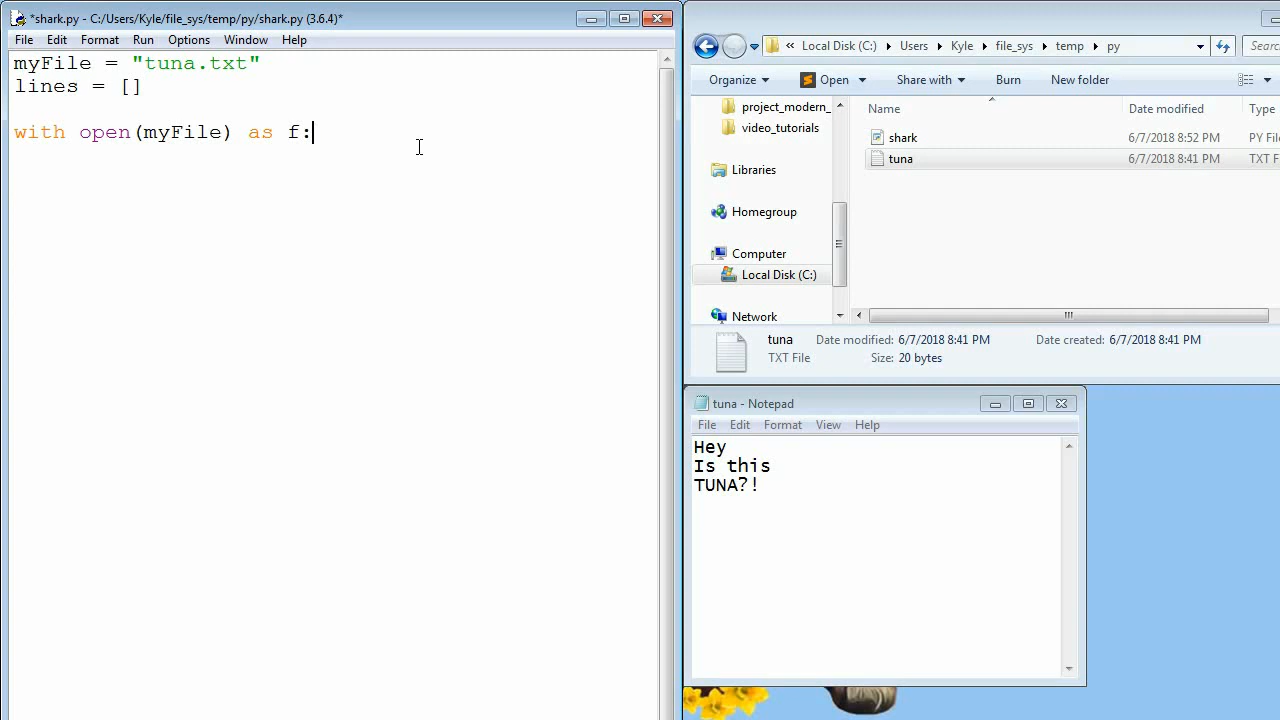 *shark.py - C:/Users/Kyle/file_sys/temp/py/shark.py (3.6.4)*
File Edit Format Run Options Window Help
myFile = "tuna.txt"
lines = []
with open(myFile) as f:
« Local Disk (C:) Users Kyle file_sys temp py
Searc
Organize Open Share with Burn New folder
project_modern_
video_tutorials
Libraries
Homegroup
Computer
Local Disk (C:)
Network
Name Date modified Type
shark 6/7/2018 8:52 PM PY File
tuna 6/7/2018 8:41 PM TXT F
tuna Date modified: 6/7/2018 8:41 PM Date created: 6/7/2018 8:41 PM
TXT File Size: 20 bytes
tuna - Notepad
File Edit Format View Help
Hey
Is this
TUNA?!